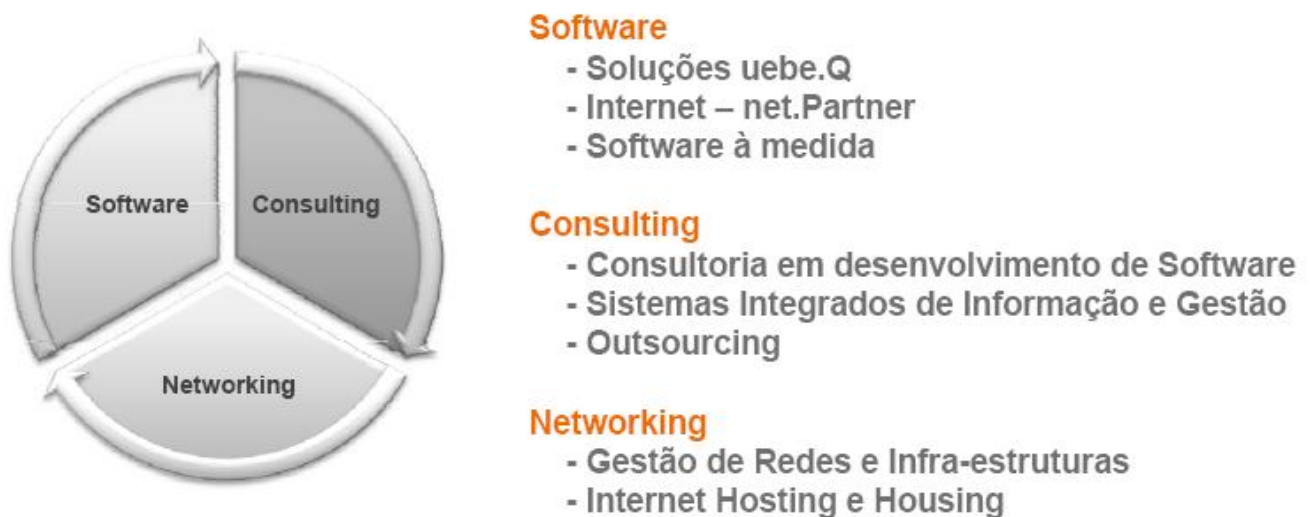 Software
Consulting
Networking
Software
- Soluções uebe.Q
- Internet – net.Partner
- Software à medida
Consulting
- Consultoria em desenvolvimento de Software
- Sistemas Integrados de Informação e Gestão
- Outsourcing
Networking
- Gestão de Redes e Infra-estruturas
- Internet Hosting e Housing